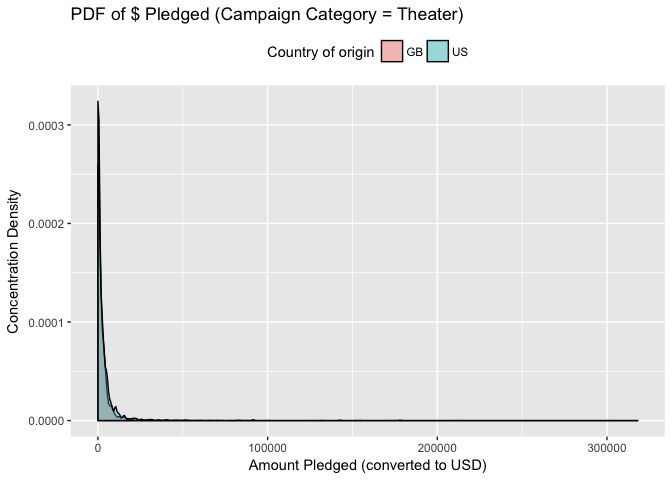 PDF of $ Pledged (Campaign Category = Theater)
Country of origin GB US
0.0003
0.0002
0.0001
0.0000
Concentration Density
0 100000 200000 300000
Amount Pledged (converted to USD)